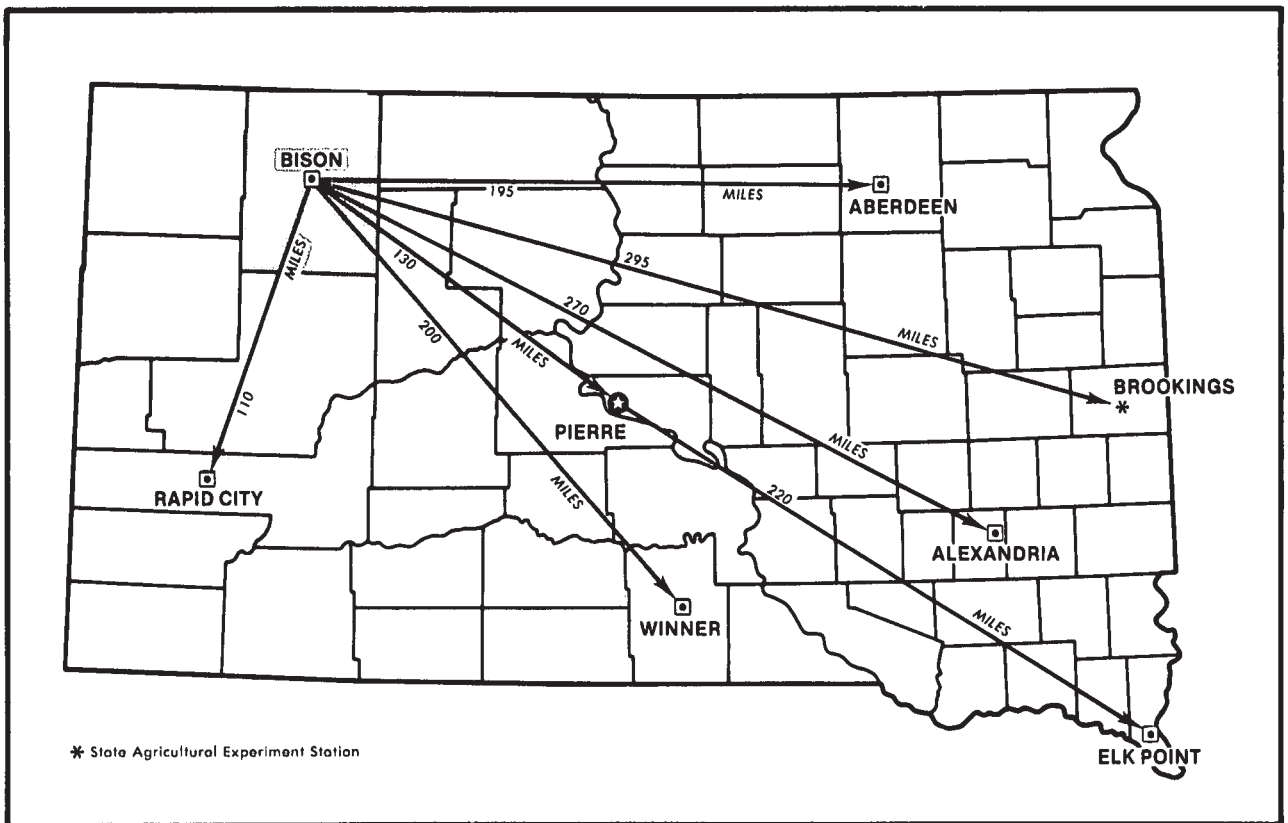 BISON
195 MILES
ABERDEEN
MILES
130
295
270
200
MILES
MILES
BROOKINGS
*
110
PIERRE
MILES
220
RAPID CITY
MILES
ALEXANDRIA
WINNER
MILES
* State Agricultural Experiment Station
ELK POINT